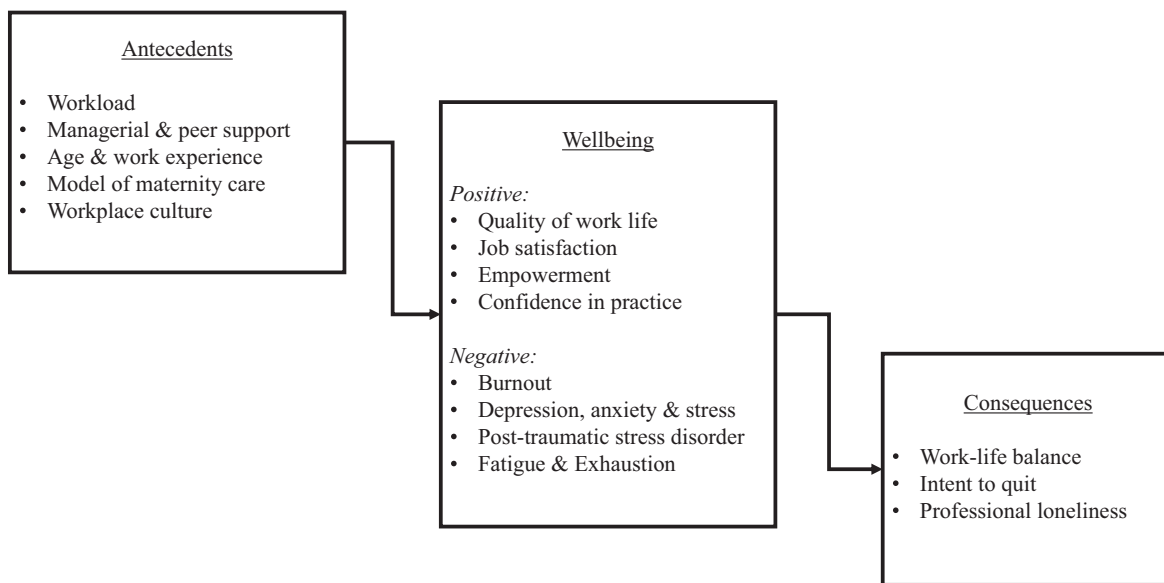 Antecedents
• Workload
• Managerial & peer support
• Age & work experience
• Model of maternity care
• Workplace culture
Wellbeing
Positive:
• Quality of work life
• Job satisfaction
• Empowerment
• Confidence in practice
Negative:
• Burnout
• Depression, anxiety & stress
• Post-traumatic stress disorder
• Fatigue & Exhaustion
Consequences
• Work-life balance
• Intent to quit
• Professional loneliness